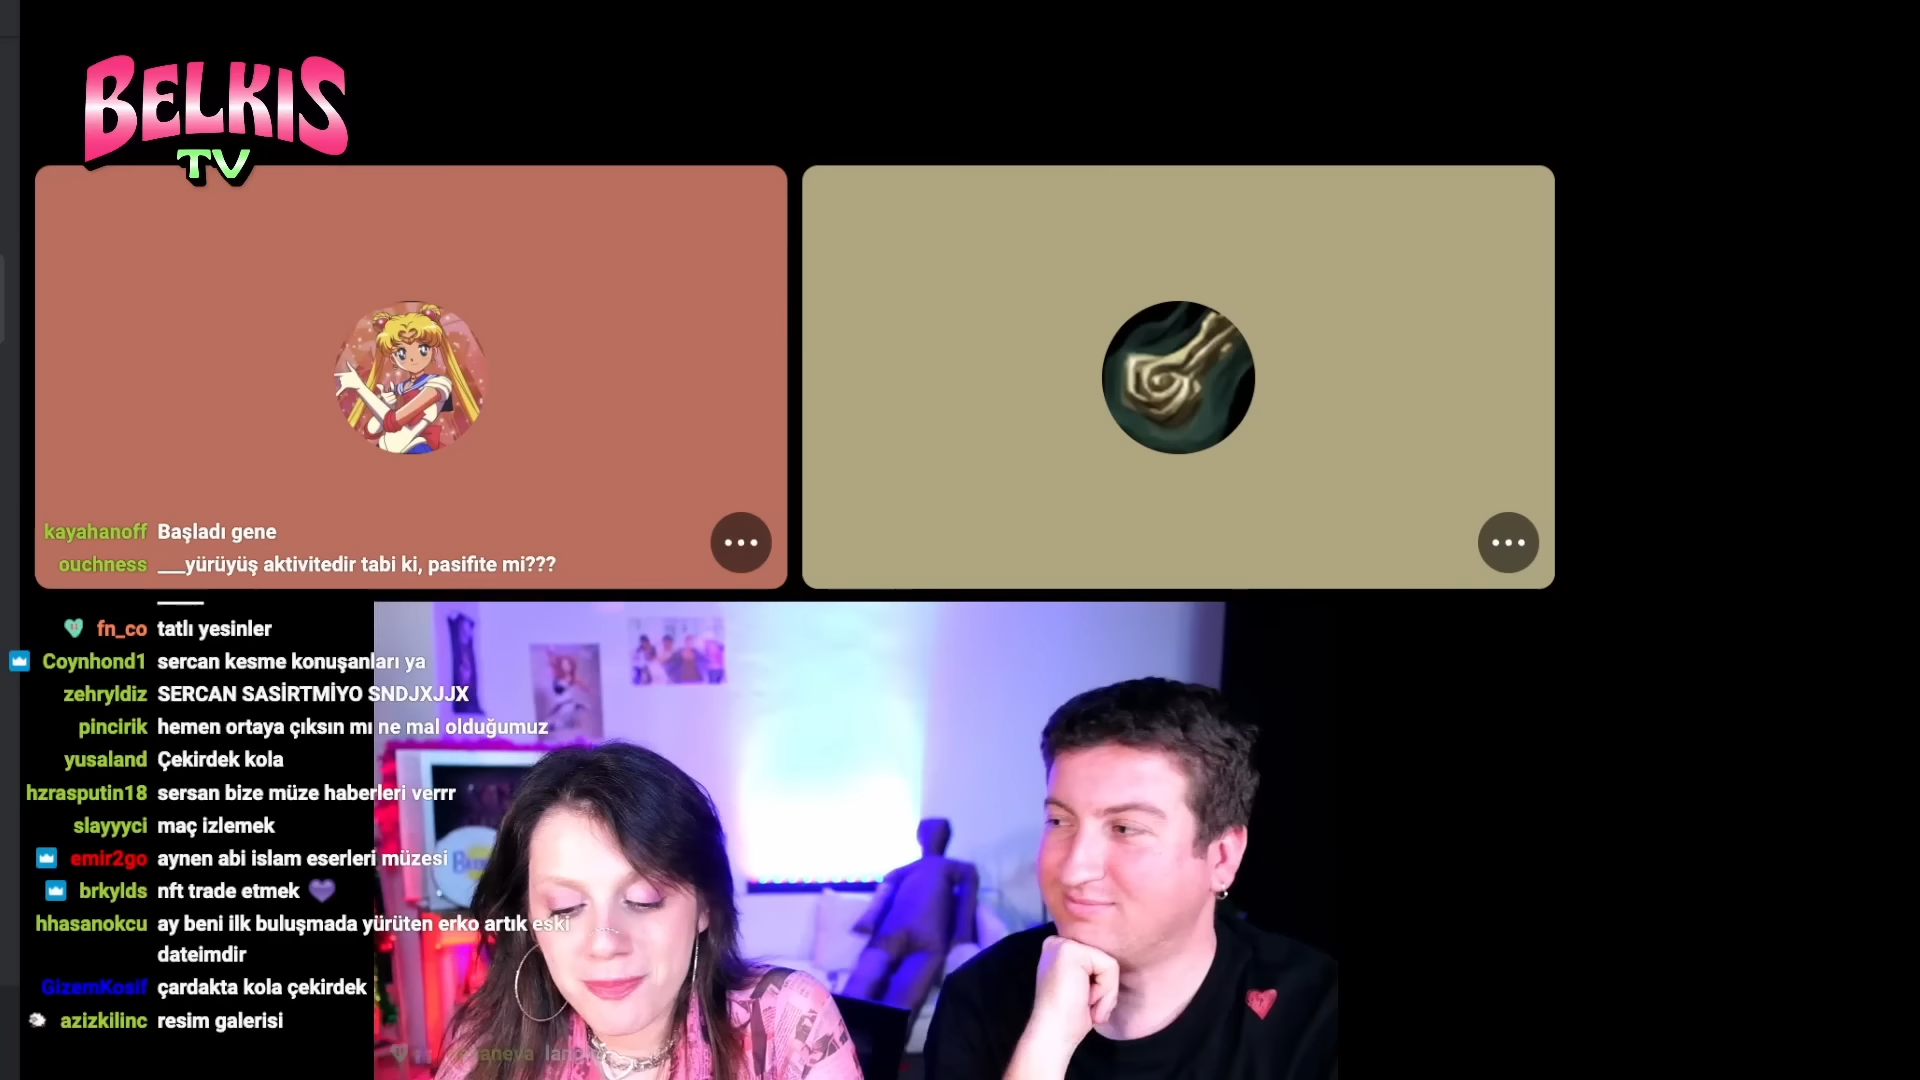 BELKIS
TV
kayahanoff Başladı gene
ouchness ___yürüyüş aktivitedir tabi ki, pasifite mi???
____
fn_co tatlı yesinler
Coynhond1 sercan kesme konuşanları ya
zehryldiz SERCAN SASİRTMİYO SNDJXJJX
pincirik hemen ortaya çıksın mı ne mal olduğumuz
yusaland Çekirdek kola
hzrasputin18 sersan bize müze haberleri verrr
slayyyci maç izlemek
emir2go aynen abi islam eserleri müzesi
brkylds nft trade etmek 💜
hhasanokcu ay beni ilk buluşmada yürüten erko artık eski
dateimdir
GizemKosif çardakta kola çekirdek
azizkilinc resim galerisi